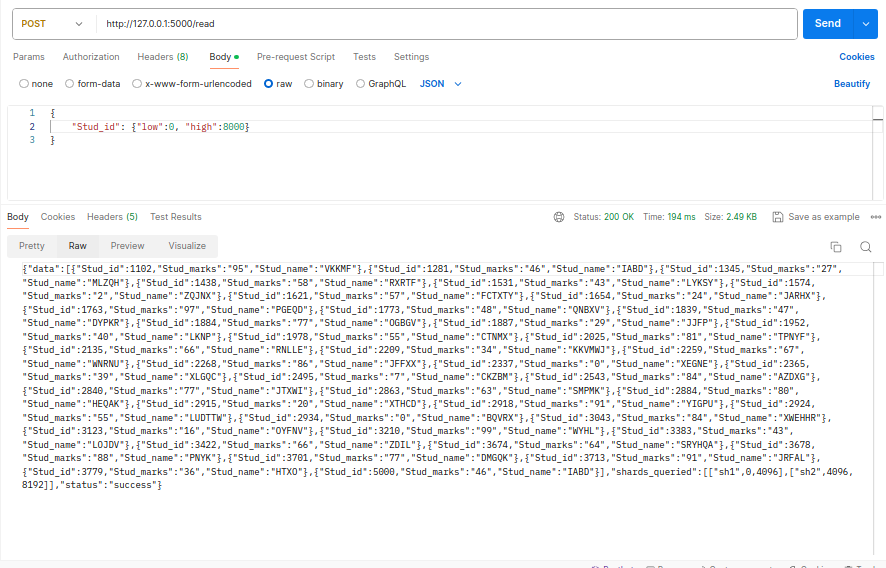 POST http://127.0.0.1:5000/read Send
Params Authorization Headers (8) Body Pre-request Script Tests Settings Cookies
none form-data x-www-form-urlencoded raw binary GraphQL JSON Beautify
1 {
2 "Stud_id": {"low":0, "high":8000}
3 }
Body Cookies Headers (5) Test Results Status: 200 OK Time: 194 ms Size: 2.49 KB Save as example
Pretty Raw Preview Visualize
{"data":[{"Stud_id":1102,"Stud_marks":"95","Stud_name":"VKKMF"},{"Stud_id":1281,"Stud_marks":"46","Stud_name":"IABD"},{"Stud_id":1345,"Stud_marks":"27",
"Stud_name":"MLZQH"},{"Stud_id":1438,"Stud_marks":"58","Stud_name":"RXRTF"},{"Stud_id":1531,"Stud_marks":"43","Stud_name":"LYKSY"},{"Stud_id":1574,
"Stud_marks":"2","Stud_name":"ZQJNX"},{"Stud_id":1621,"Stud_marks":"57","Stud_name":"FCTXTY"},{"Stud_id":1654,"Stud_marks":"24","Stud_name":"JARHX"},
{"Stud_id":1763,"Stud_marks":"97","Stud_name":"PGEQD"},{"Stud_id":1773,"Stud_marks":"48","Stud_name":"QNBXV"},{"Stud_id":1839,"Stud_marks":"47",
"Stud_name":"DYPKR"},{"Stud_id":1884,"Stud_marks":"77","Stud_name":"OGBGV"},{"Stud_id":1887,"Stud_marks":"29","Stud_name":"JJFP"},{"Stud_id":1952,
"Stud_marks":"40","Stud_name":"LKNP"},{"Stud_id":1978,"Stud_marks":"55","Stud_name":"CTNMX"},{"Stud_id":2025,"Stud_marks":"81","Stud_name":"TPNYF"},
{"Stud_id":2135,"Stud_marks":"66","Stud_name":"RNLLE"},{"Stud_id":2209,"Stud_marks":"34","Stud_name":"KKVMWJ"},{"Stud_id":2259,"Stud_marks":"67",
"Stud_name":"WNRNU"},{"Stud_id":2268,"Stud_marks":"86","Stud_name":"JFFXX"},{"Stud_id":2337,"Stud_marks":"0","Stud_name":"XEGNE"},{"Stud_id":2365,
"Stud_marks":"39","Stud_name":"XLGQC"},{"Stud_id":2495,"Stud_marks":"7","Stud_name":"CKZBM"},{"Stud_id":2543,"Stud_marks":"84","Stud_name":"AZDXG"},
{"Stud_id":2840,"Stud_marks":"77","Stud_name":"JTXWI"},{"Stud_id":2863,"Stud_marks":"63","Stud_name":"SMPMK"},{"Stud_id":2884,"Stud_marks":"80",
"Stud_name":"HEQAK"},{"Stud_id":2915,"Stud_marks":"20","Stud_name":"XTHCD"},{"Stud_id":2918,"Stud_marks":"91","Stud_name":"YIGPU"},{"Stud_id":2924,
"Stud_marks":"55","Stud_name":"LUDTTW"},{"Stud_id":2934,"Stud_marks":"0","Stud_name":"BQVRX"},{"Stud_id":3043,"Stud_marks":"84","Stud_name":"XWEHHR"},
{"Stud_id":3123,"Stud_marks":"16","Stud_name":"OYFNV"},{"Stud_id":3210,"Stud_marks":"99","Stud_name":"WYHL"},{"Stud_id":3383,"Stud_marks":"43",
"Stud_name":"LOJDV"},{"Stud_id":3422,"Stud_marks":"66","Stud_name":"ZDIL"},{"Stud_id":3674,"Stud_marks":"64","Stud_name":"SRYHQA"},{"Stud_id":3678,
"Stud_marks":"88","Stud_name":"PNYK"},{"Stud_id":3701,"Stud_marks":"77","Stud_name":"DMGQK"},{"Stud_id":3713,"Stud_marks":"91","Stud_name":"JRFAL"},
{"Stud_id":3779,"Stud_marks":"36","Stud_name":"HTXO"},{"Stud_id":5000,"Stud_marks":"46","Stud_name":"IABD"}],"shards_queried":[["sh1",0,4096],["sh2",4096,
8192]],"status":"success"}